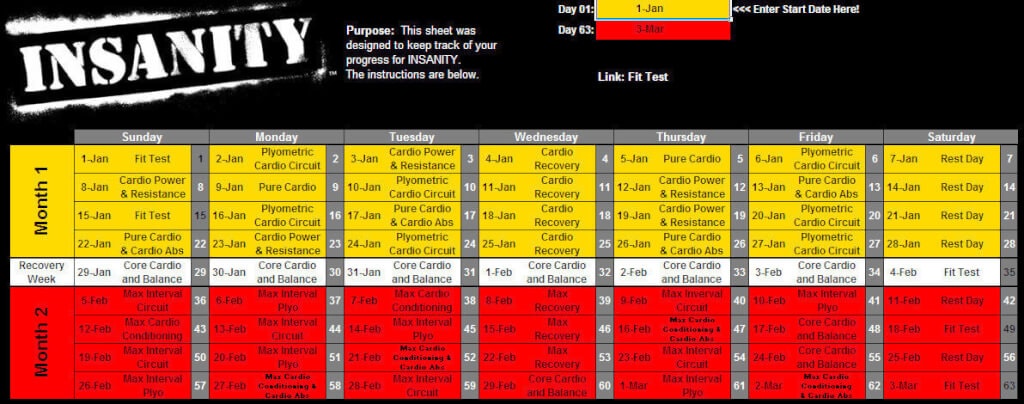 INSANITY
™
Purpose: This sheet was
designed to keep track of your
progress for INSANITY.
The instructions are below.
Day 01: 1-Jan <<< Enter Start Date Here!
Day 63: 3-Mar
Link: Fit Test
Sunday Monday Tuesday Wednesday Thursday Friday Saturday
Month 1
1-Jan Fit Test 1 2-Jan Plyometric Cardio Circuit 2 3-Jan Cardio Power & Resistance 3 4-Jan Cardio Recovery 4 5-Jan Pure Cardio 5 6-Jan Plyometric Cardio Circuit 6 7-Jan Rest Day 7
8-Jan Cardio Power & Resistance 8 9-Jan Pure Cardio 9 10-Jan Plyometric Cardio Circuit 10 11-Jan Cardio Recovery 11 12-Jan Cardio Power & Resistance 12 13-Jan Pure Cardio & Cardio Abs 13 14-Jan Rest Day 14
15-Jan Fit Test 15 16-Jan Plyometric Cardio Circuit 16 17-Jan Pure Cardio & Cardio Abs 17 18-Jan Cardio Recovery 18 19-Jan Cardio Power & Resistance 19 20-Jan Plyometric Cardio Circuit 20 21-Jan Rest Day 21
22-Jan Pure Cardio & Cardio Abs 22 23-Jan Cardio Power & Resistance 23 24-Jan Plyometric Cardio Circuit 24 25-Jan Cardio Recovery 25 26-Jan Pure Cardio & Cardio Abs 26 27-Jan Plyometric Cardio Circuit 27 28-Jan Rest Day 28
Recovery Week 29-Jan Core Cardio and Balance 29 30-Jan Core Cardio and Balance 30 31-Jan Core Cardio and Balance 31 1-Feb Core Cardio and Balance 32 2-Feb Core Cardio and Balance 33 3-Feb Core Cardio and Balance 34 4-Feb Fit Test 35
Month 2
5-Feb Max Interval Circuit 36 6-Feb Max Interval Plyo 37 7-Feb Max Cardio Conditioning 38 8-Feb Max Recovery 39 9-Feb Max Interval Circuit 40 10-Feb Max Interval Plyo 41 11-Feb Rest Day 42
12-Feb Max Cardio Conditioning 43 13-Feb Max Interval Circuit 44 14-Feb Max Interval Plyo 45 15-Feb Max Recovery 46 16-Feb Max Cardio Conditioning & Cardio Abs 47 17-Feb Core Cardio and Balance 48 18-Feb Fit Test 49
19-Feb Max Interval Circuit 50 20-Feb Max Interval Plyo 51 21-Feb Max Cardio Conditioning & Cardio Abs 52 22-Feb Max Recovery 53 23-Feb Max Interval Circuit 54 24-Feb Core Cardio and Balance 55 25-Feb Rest Day 56
26-Feb Max Interval Plyo 57 27-Feb Max Cardio Conditioning & Cardio Abs 58 28-Feb Max Interval Circuit 59 29-Feb Core Cardio and Balance 60 1-Mar Max Interval Plyo 61 2-Mar Max Cardio Conditioning & Cardio Abs 62 3-Mar Fit Test 63